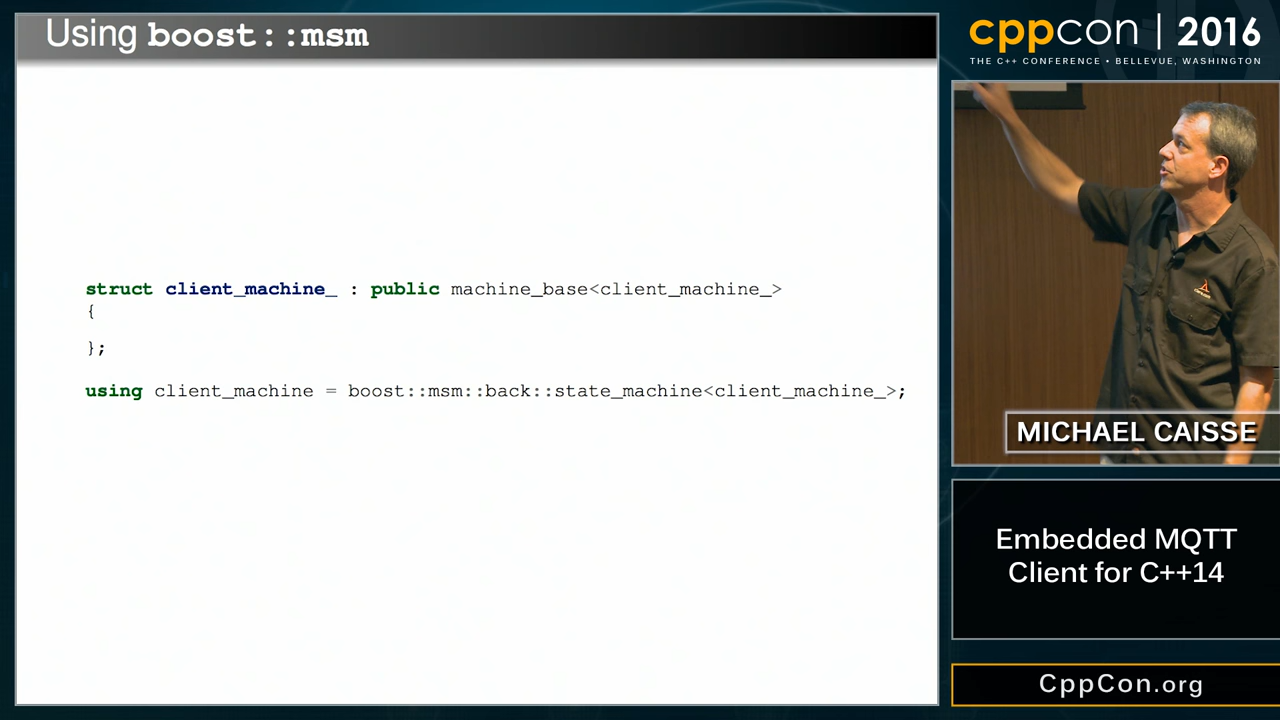 Using boost::msm
struct client_machine_ : public machine_base<client_machine_>
{
};
using client_machine = boost::msm::back::state_machine<client_machine_>;
cppcon | 2016
THE C++ CONFERENCE • BELLEVUE, WASHINGTON
MICHAEL CAISSE
Embedded MQTT
Client for C++14
CppCon.org